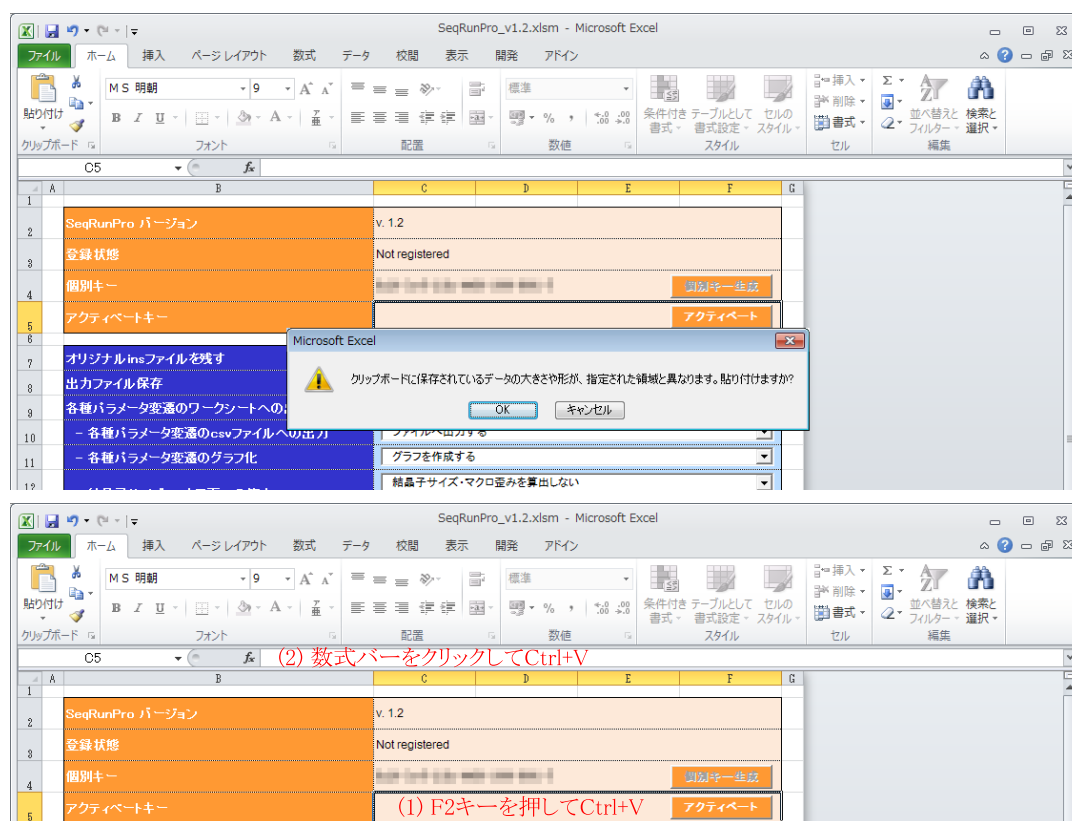 SeqRunPro_v1.2.xlsm - Microsoft Excel
ファイル ホーム 挿入 ページ レイアウト 数式 データ 校閲 表示 開発 アドイン
MS 明朝 9 標準 挿入 Σ
貼り付け B I U A 亜 % , 条件付き テーブルとして セルの 削除 並べ替えと 検索と
書式 書式設定 スタイル 書式 フィルター 選択
クリップボード フォント 配置 数値 スタイル セル 編集
C5 fx
A B C D E F G
1
2 SeqRunPro バージョン v. 1.2
3 登録状態 Not registered
4 個別キー 個別キー生成
5 アクティベートキー アクティベート
6
Microsoft Excel
7 オリジナルinsファイルを残す
クリップボードに保存されているデータの大きさや形が、指定された領域と異なります。貼り付けますか?
8 出力ファイル保存
OK キャンセル
9 各種パラメータ変遷のワークシートへの
10 - 各種パラメータ変遷のcsvファイルへの出力 ファイルへ出力する
11 - 各種パラメータ変遷のグラフ化 グラフを作成する
12 結晶子サイズ・マクロ歪みを算出しない
SeqRunPro_v1.2.xlsm - Microsoft Excel
ファイル ホーム 挿入 ページ レイアウト 数式 データ 校閲 表示 開発 アドイン
MS 明朝 9 標準 挿入 Σ
貼り付け B I U A 亜 % , 条件付き テーブルとして セルの 削除 並べ替えと 検索と
書式 書式設定 スタイル 書式 フィルター 選択
クリップボード フォント 配置 数値 スタイル セル 編集
C5 fx (2) 数式バーをクリックしてCtrl+V
A B C D E F G
1
2 SeqRunPro バージョン v. 1.2
3 登録状態 Not registered
4 個別キー 個別キー生成
5 アクティベートキー (1) F2キーを押してCtrl+V アクティベート